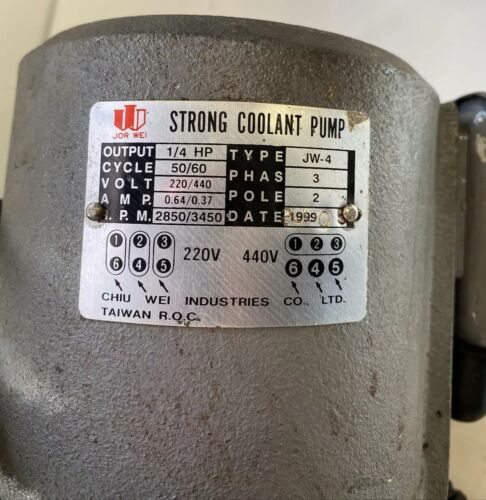 JOR WEI
STRONG COOLANT PUMP
OUTPUT 1/4 HP TYPE JW-4
CYCLE 50/60 PHAS 3
VOLT 220/440 POLE 2
AMP. 0.64/0.37 DATE 1999
.P.M. 2850/3450
1 2 3 220V 440V 1 2 3
6 4 5 6 4 5
CHIU WEI INDUSTRIES CO., LTD.
TAIWAN R.O.C.